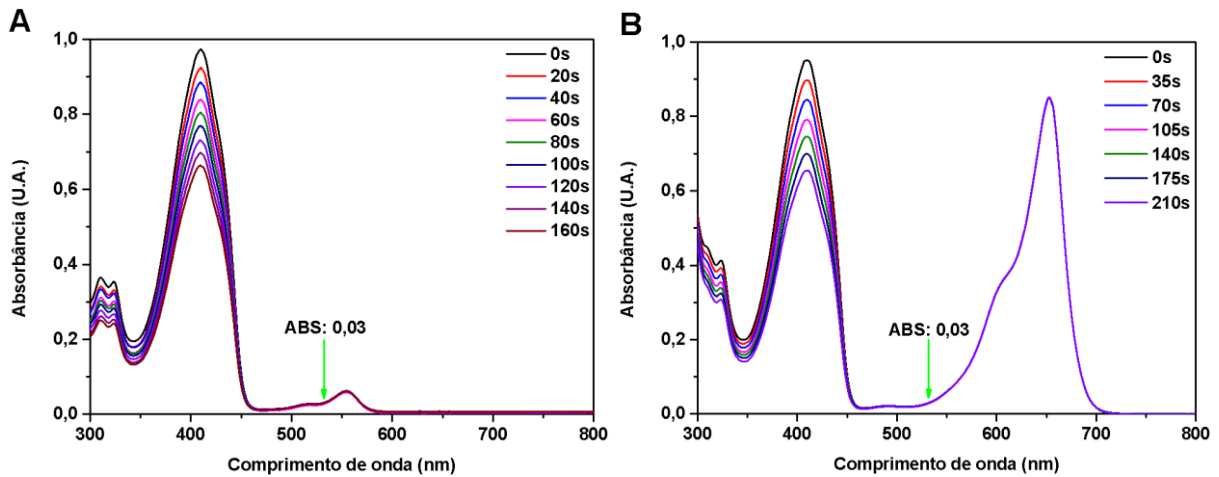 A
Absorbância (U.A.)
1,0
0,8
0,6
0,4
0,2
0,0
300 400 500 600 700 800
Comprimento de onda (nm)
ABS: 0,03
0s
20s
40s
60s
80s
100s
120s
140s
160s
B
Absorbância (U.A.)
1,0
0,8
0,6
0,4
0,2
0,0
300 400 500 600 700 800
Comprimento de onda (nm)
ABS: 0,03
0s
35s
70s
105s
140s
175s
210s